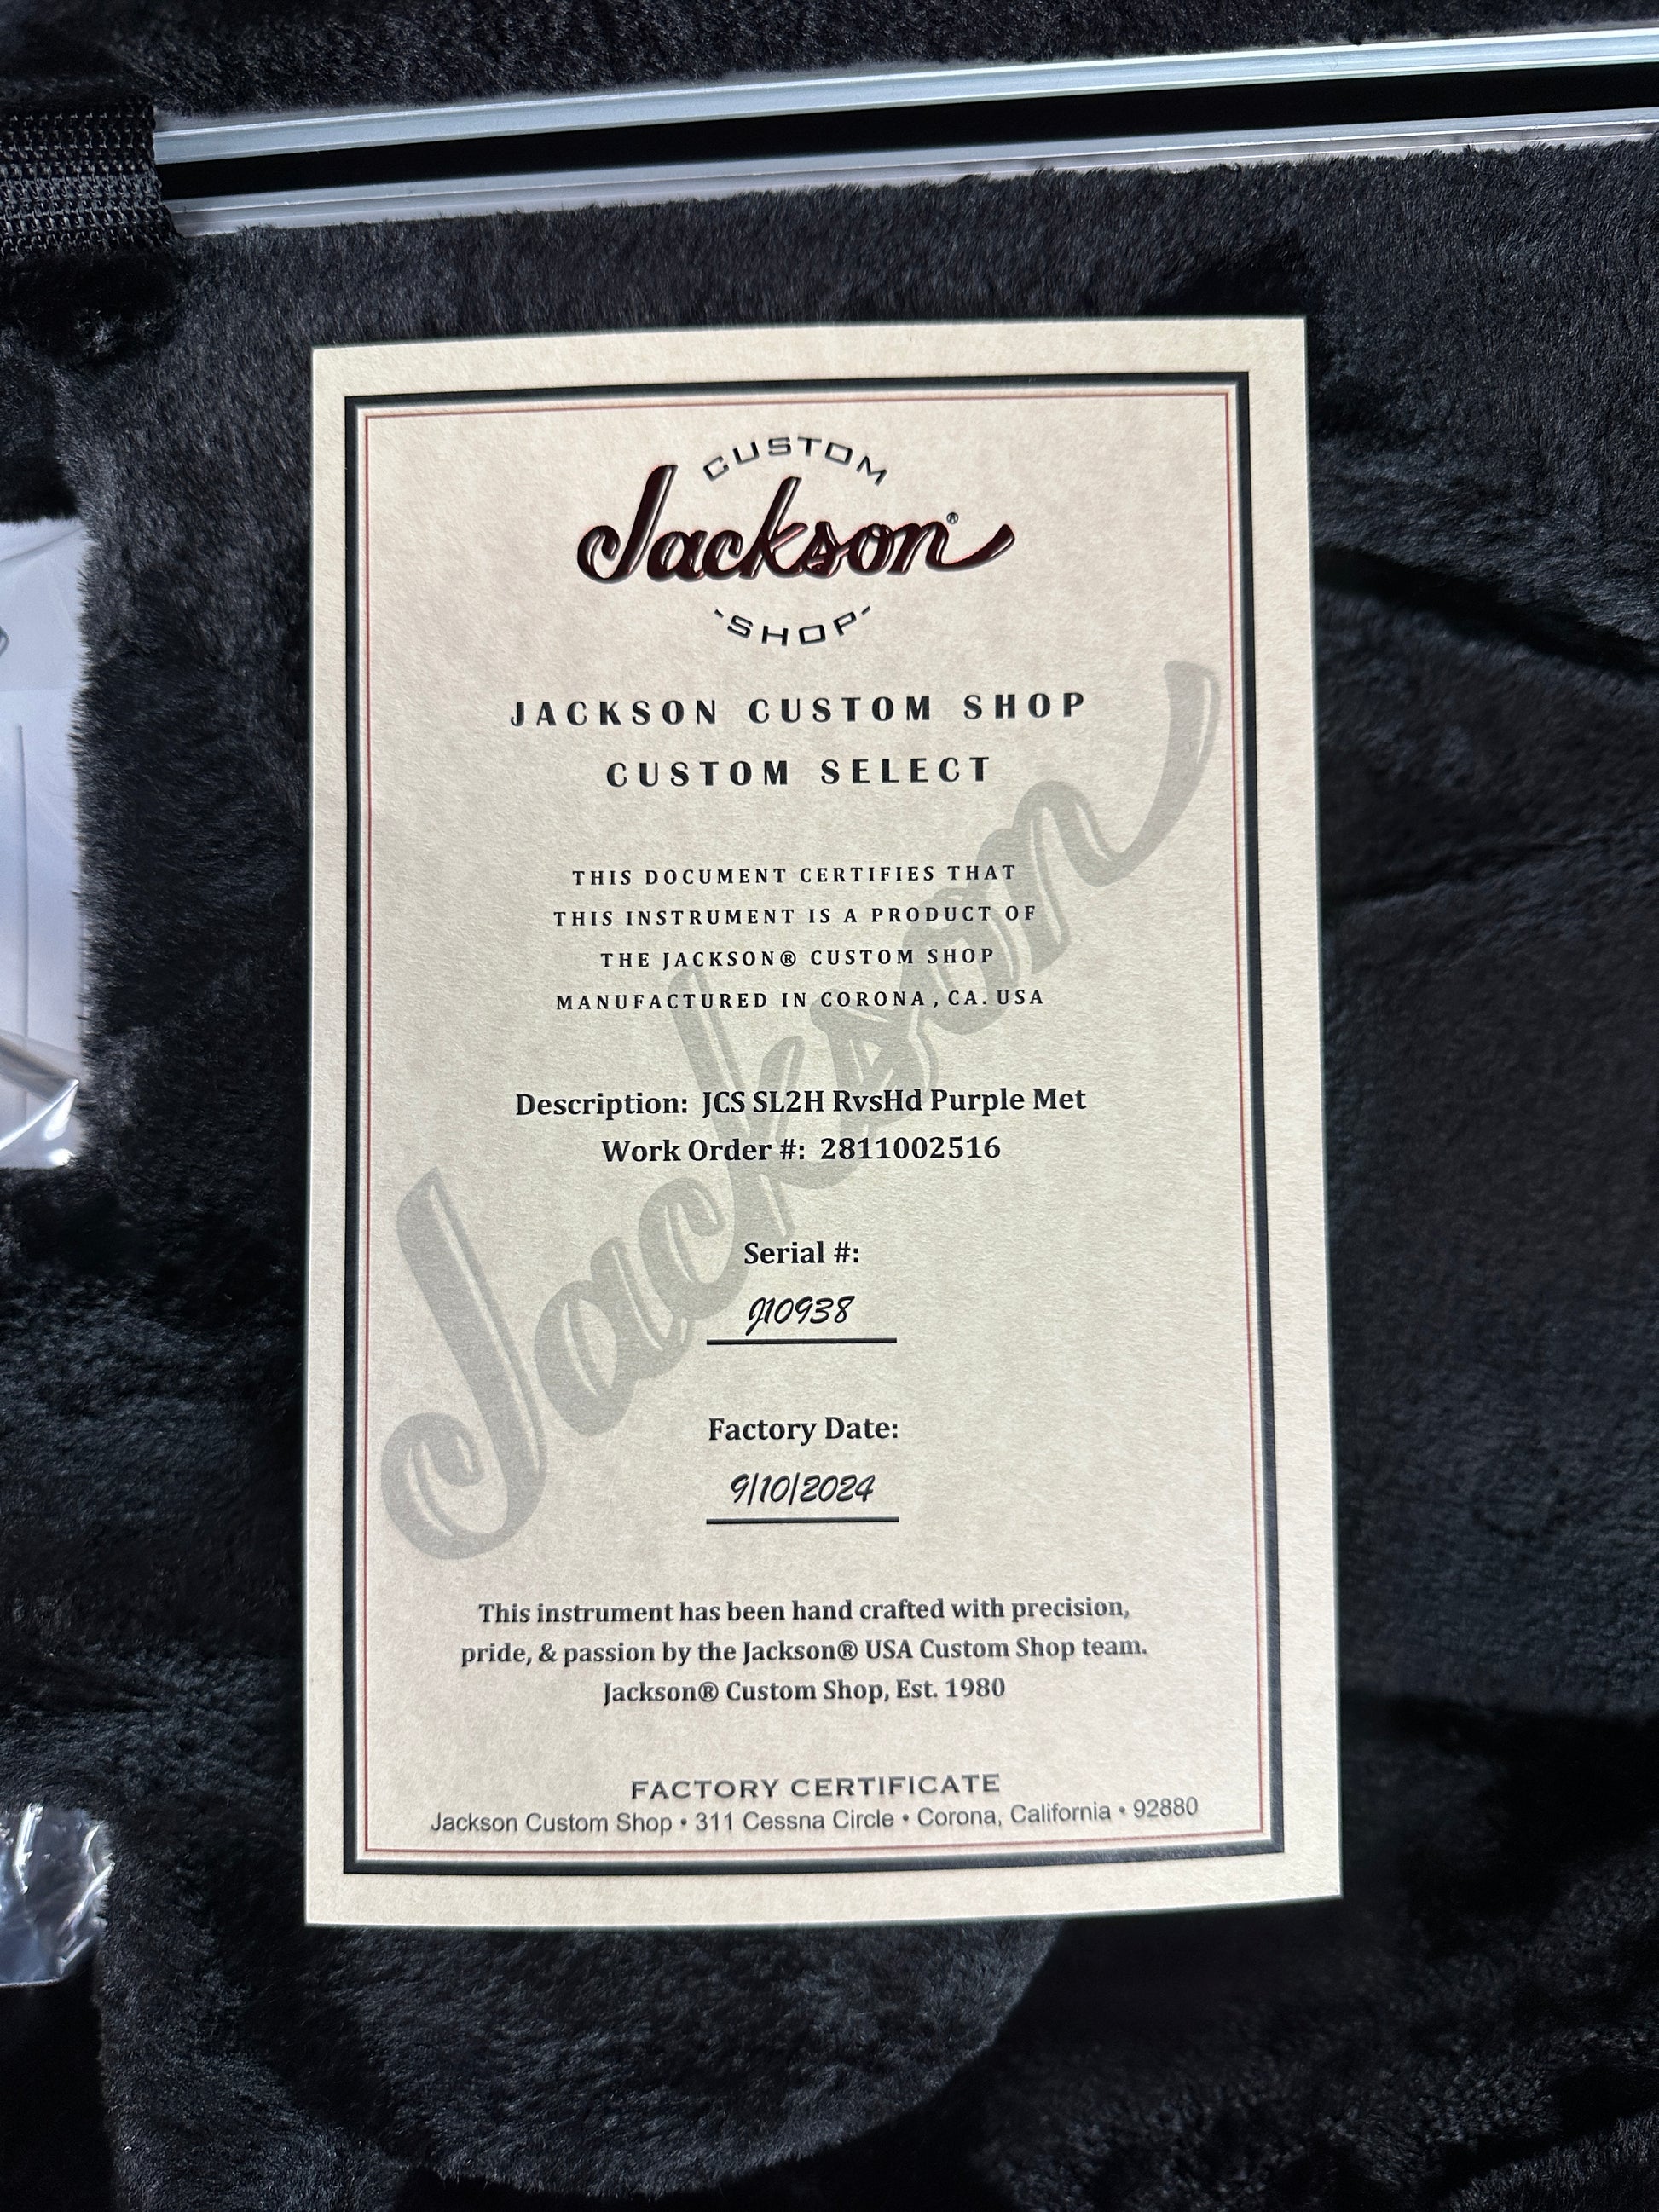 CUSTOM
Jackson®
SHOP
JACKSON CUSTOM SHOP
CUSTOM SELECT
THIS DOCUMENT CERTIFIES THAT
THIS INSTRUMENT IS A PRODUCT OF
THE JACKSON® CUSTOM SHOP
MANUFACTURED IN CORONA, CA. USA
Jackson
Description: JCS SL2H RvsHd Purple Met
Work Order #: 2811002516
Serial #:
J10938
Factory Date:
9/10/2024
This instrument has been hand crafted with precision,
pride, & passion by the Jackson® USA Custom Shop team.
Jackson® Custom Shop, Est. 1980
FACTORY CERTIFICATE
Jackson Custom Shop • 311 Cessna Circle • Corona, California • 92880